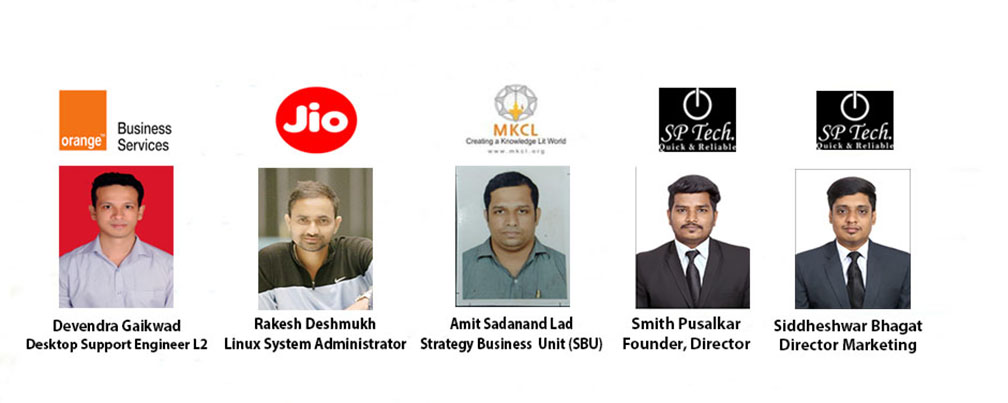 orange™
Business
Services
Jio
MKCL
Creating a Knowledge Lit World
www.mkcl.org
SP Tech.
Quick & Reliable
SP Tech.
Quick & Reliable
Devendra Gaikwad
Desktop Support Engineer L2
Rakesh Deshmukh
Linux System Administrator
Amit Sadanand Lad
Strategy Business Unit (SBU)
Smith Pusalkar
Founder, Director
Siddheshwar Bhagat
Director Marketing